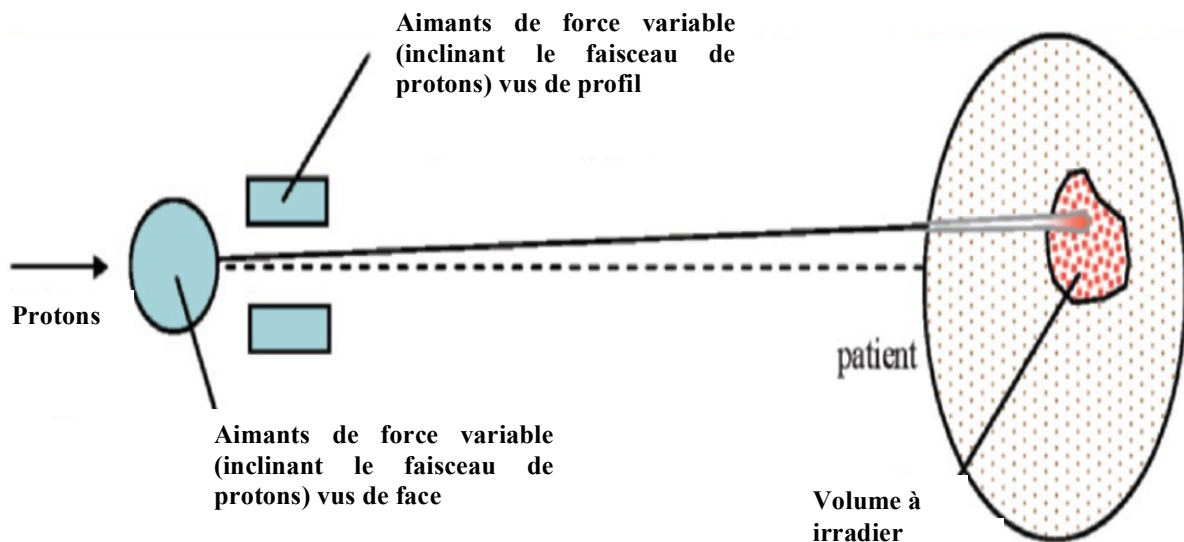 Aimants de force variable
(inclinant le faisceau de
protons) vus de profil
Protons
patient
Aimants de force variable
(inclinant le faisceau de
protons) vus de face
Volume à
irradier